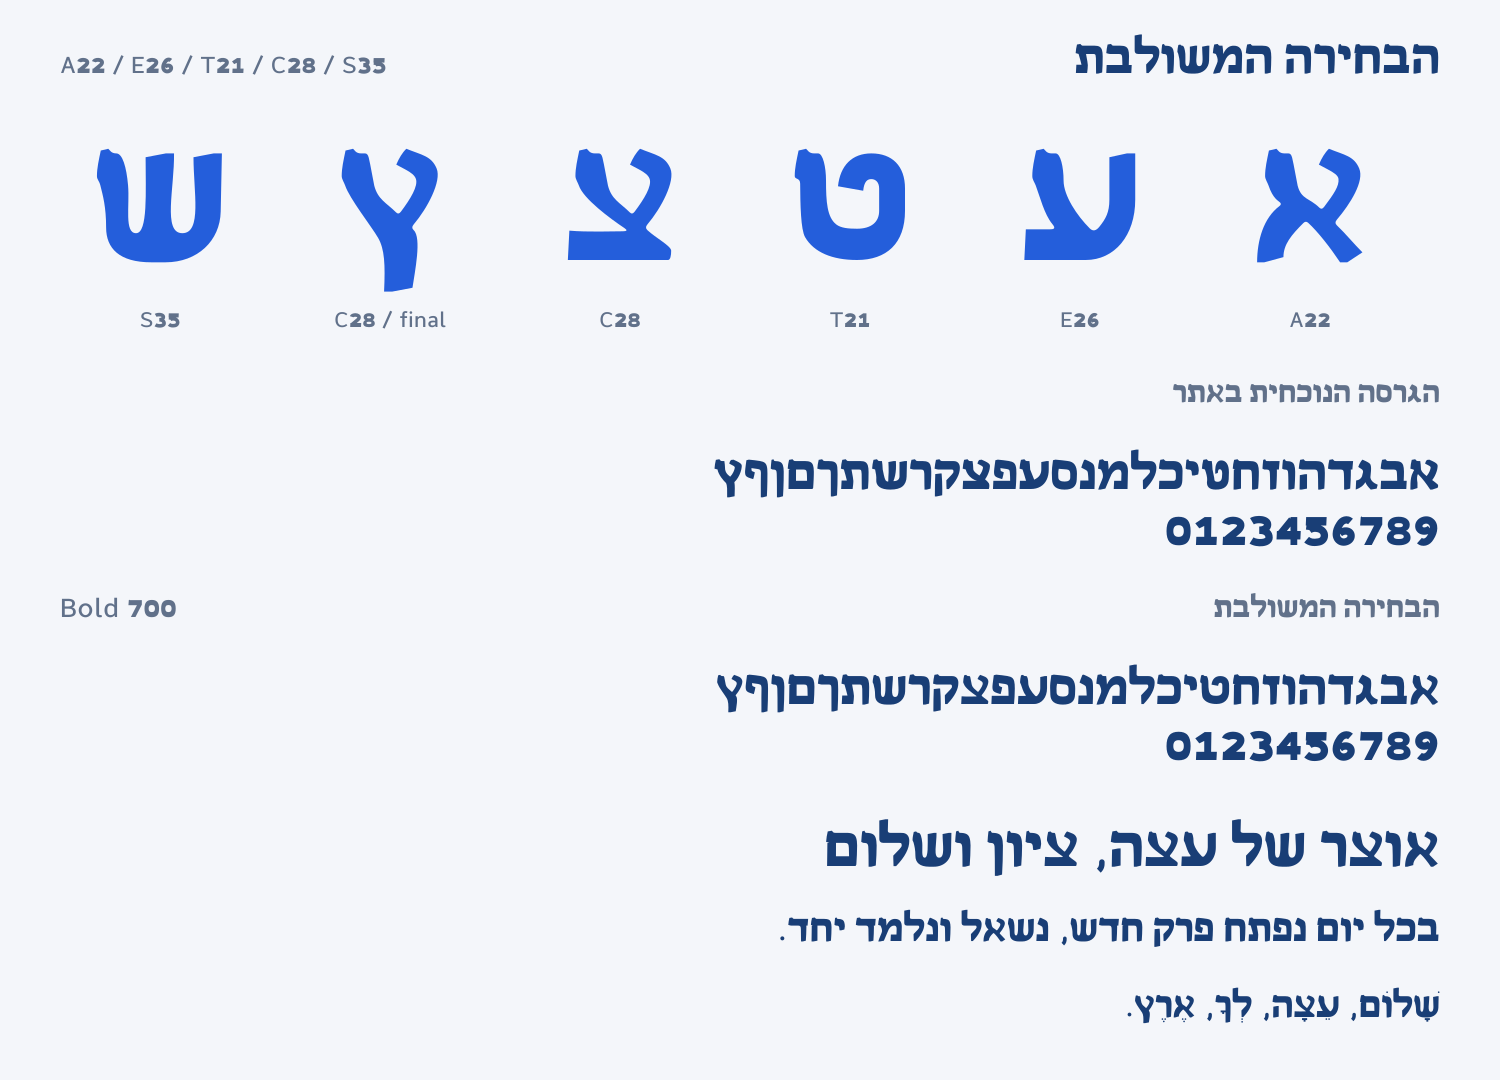 הבחירה המשולבת
A22 / E26 / T21 / C28 / S35
א ע ט צ ץ ש
A22 E26 T21 C28 C28 / final S35
הגרסה הנוכחית באתר
אבגדהוזחטיכלמנסעפצקרשתךםןףץ
0123456789
הבחירה המשולבת
Bold 700
אבגדהוזחטיכלמנסעפצקרשתךםןףץ
0123456789
אוצר של עצה, ציון ושלום
בכל יום נפתח פרק חדש, נשאל ונלמד יחד.
שָׁלוֹם, עֵצָה, לְךָ, אֶרֶץ.